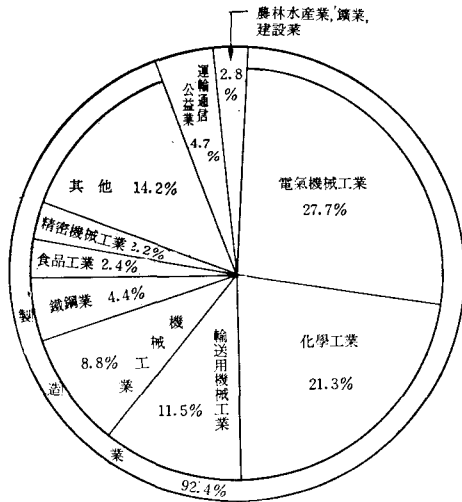 農林水產業,鑛業,
建設業
2.8
%
運輸通信
公益業
4.7
%
電氣機械工業
27.7%
其他 14.2%
精密機械工業 2.2%
食品工業 2.4%
鐵鋼業 4.4%
機械工業
8.8%
輸送用機械工業
11.5%
化學工業
21.3%
製造業
92.4%